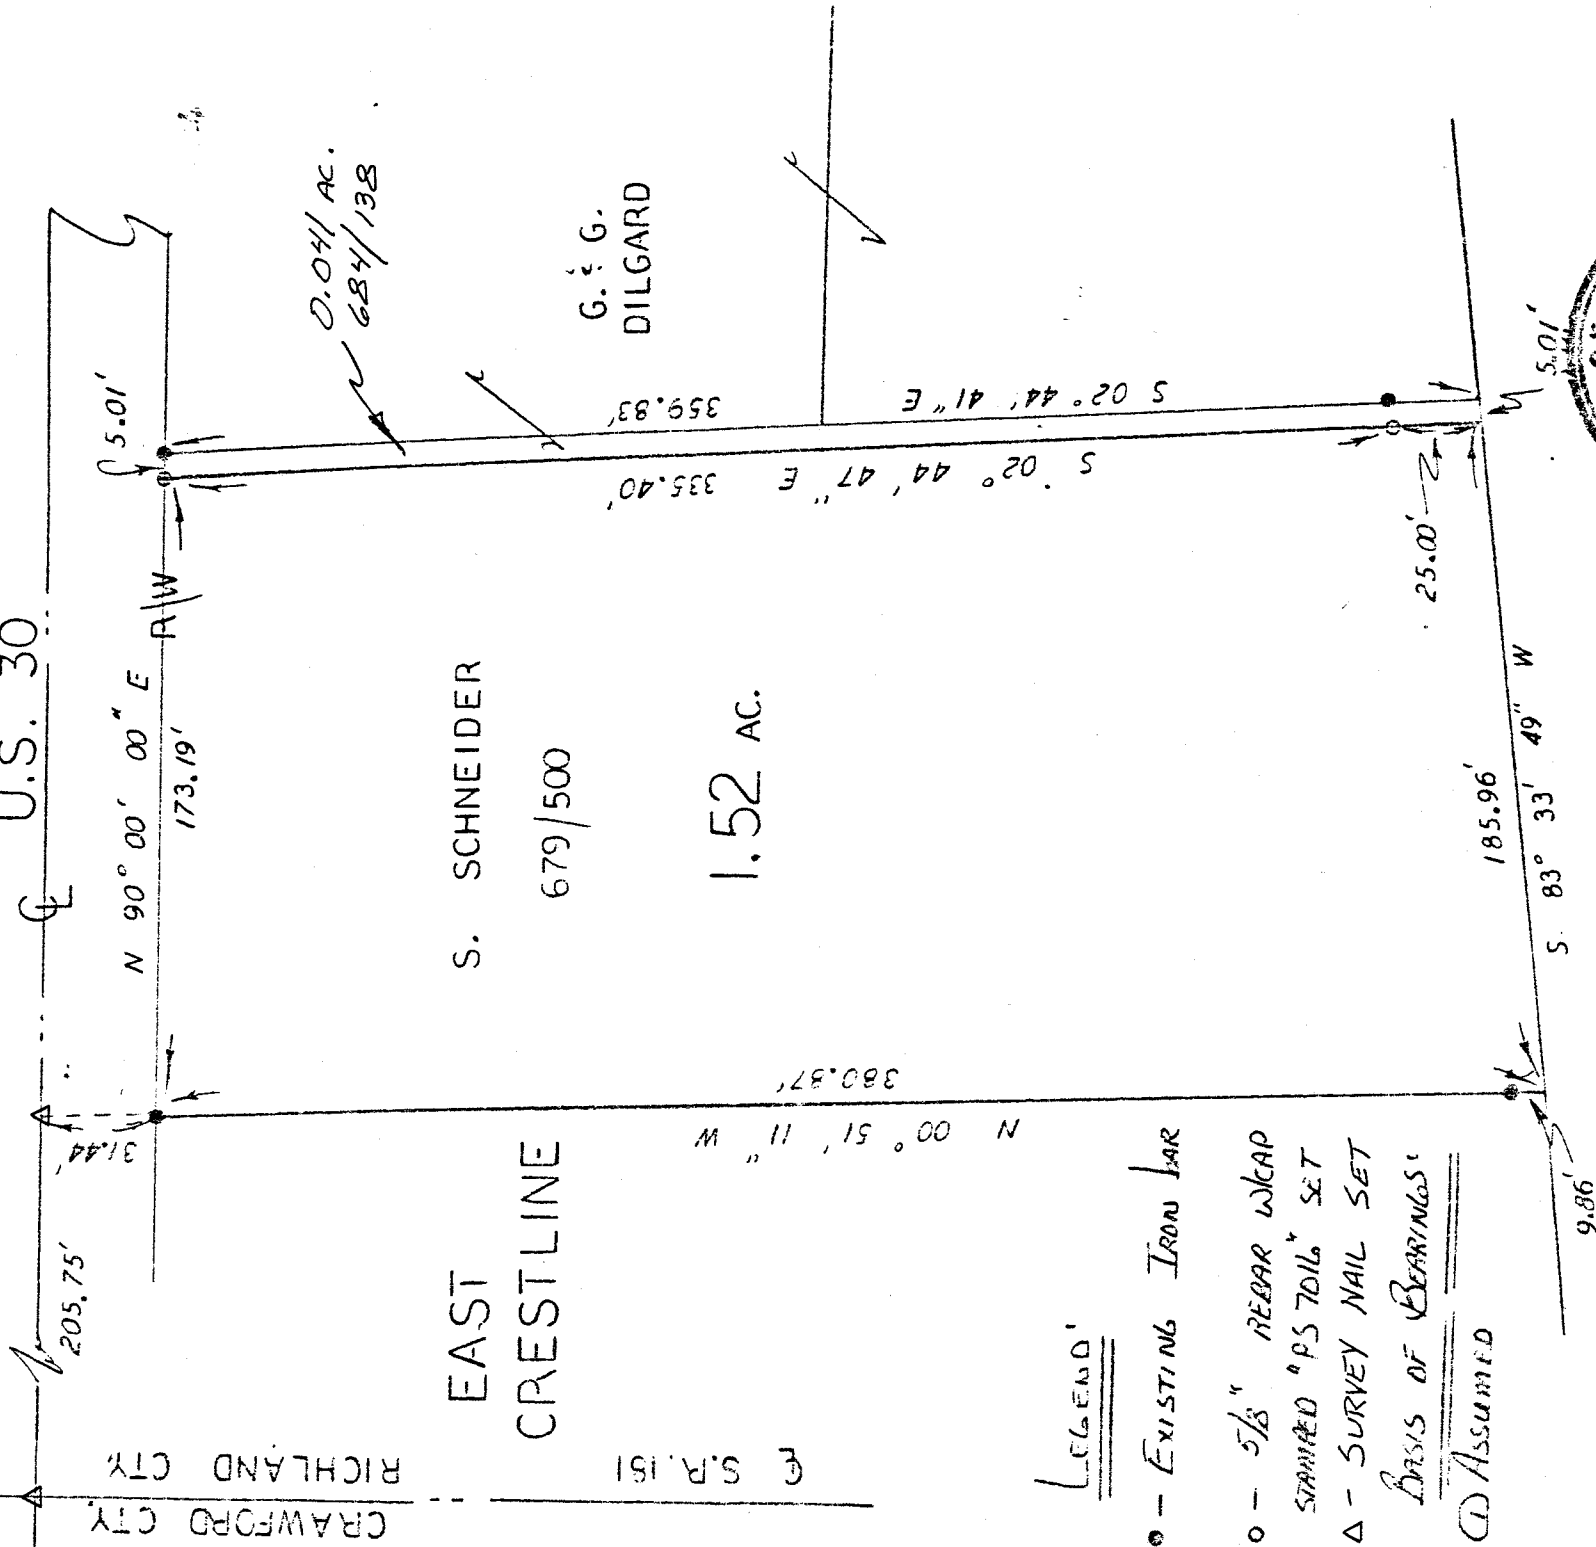 U.S. 30
℄
N 90° 00' 00" E
R/W
173.19'
5.01'
31.44'
205.75'
0.041 AC.
684/138
G. & G.
DILGARD
359.83'
S 02° 44' 41" E
335.40'
S 02° 44' 47" E
S. SCHNEIDER
679/500
1.52 AC.
380.87'
N 00° 51' 11" W
25.00'
5.01'
185.96'
S 83° 33' 49" W
9.86'
EAST
CRESTLINE
RICHLAND CTY.
CRAWFORD CTY.
℄ S.R. 181
LEGEND'
● - EXISTING IRON BAR
○ - 5/8" REBAR W/CAP
STAMPED "PS 7016" SET
△ - SURVEY NAIL SET
BASIS OF BEARINGS:
① ASSUMED